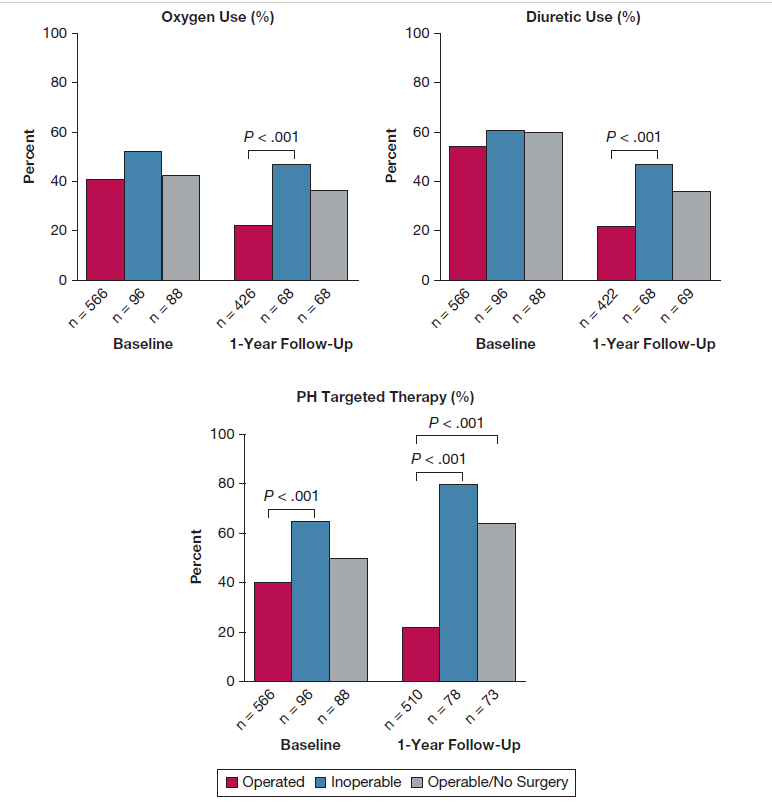 Oxygen Use (%)
100
80
60
40
20
0
Percent
P < .001
n = 566
n = 96
n = 88
n = 426
n = 68
n = 68
Baseline
1-Year Follow-Up
Diuretic Use (%)
100
80
60
40
20
0
Percent
P < .001
n = 566
n = 96
n = 88
n = 422
n = 68
n = 69
Baseline
1-Year Follow-Up
PH Targeted Therapy (%)
100
80
60
40
20
0
Percent
P < .001
P < .001
P < .001
n = 566
n = 96
n = 88
n = 510
n = 78
n = 73
Baseline
1-Year Follow-Up
Operated Inoperable Operable/No Surgery